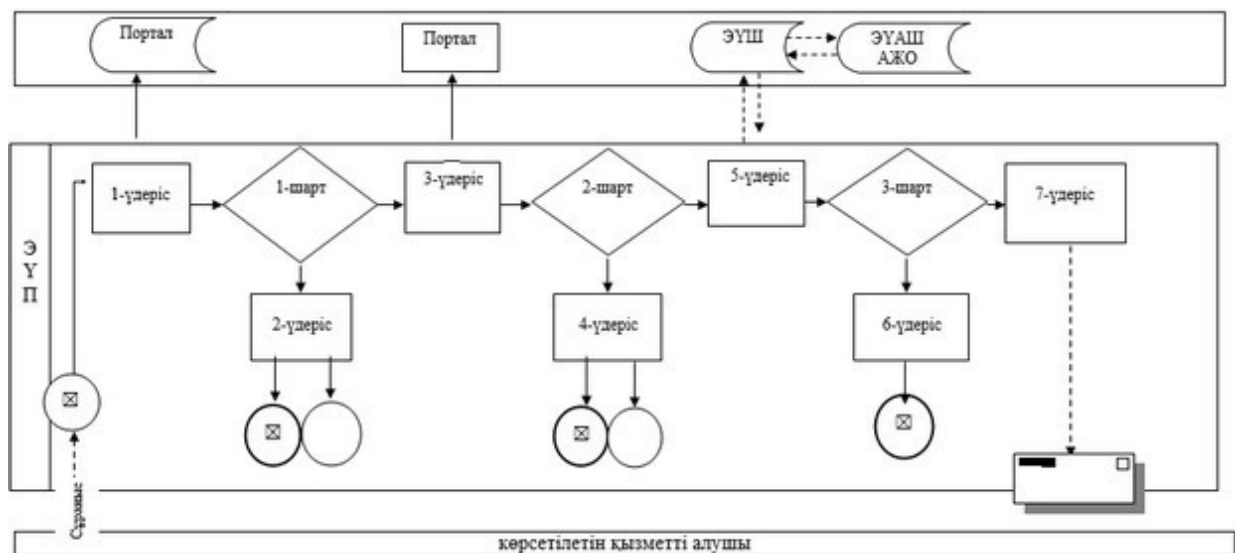 Портал
Портал
ЭҮШ
ЭҮАШ
АЖО
1-үдеріс
1-шарт
3-үдеріс
2-шарт
5-үдеріс
3-шарт
7-үдеріс
Э
Ү
П
2-үдеріс
4-үдеріс
6-үдеріс
Сұраныс
көрсетілетін қызметті алушы